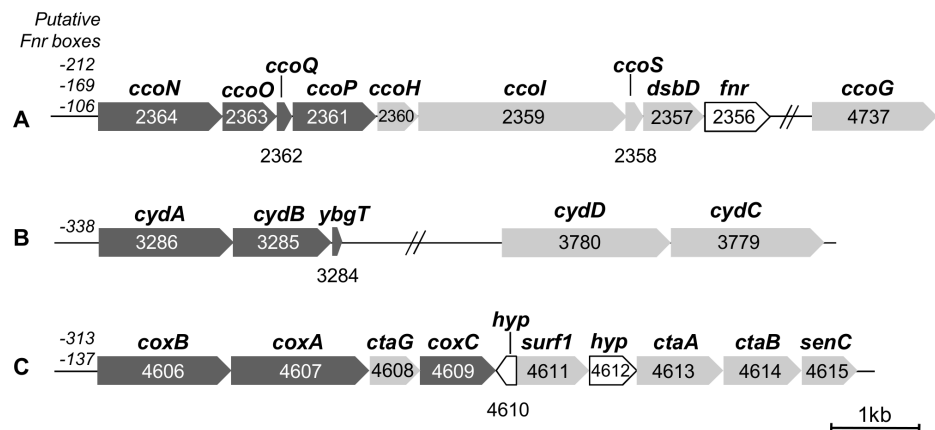 Putative
Fnr boxes
-212
-169
-106
ccoN ccoO ccoQ ccoP ccoH ccoI ccoS dsbD fnr ccoG
A 2364 2363 2361 2360 2359 2357 2356 4737
2362 2358
cydA cydB ybgT cydD cydC
-338
B 3286 3285 3780 3779
3284
-313
-137
coxB coxA ctaG coxC hyp surf1 hyp ctaA ctaB senC
C 4606 4607 4608 4609 4611 4612 4613 4614 4615
4610
1kb